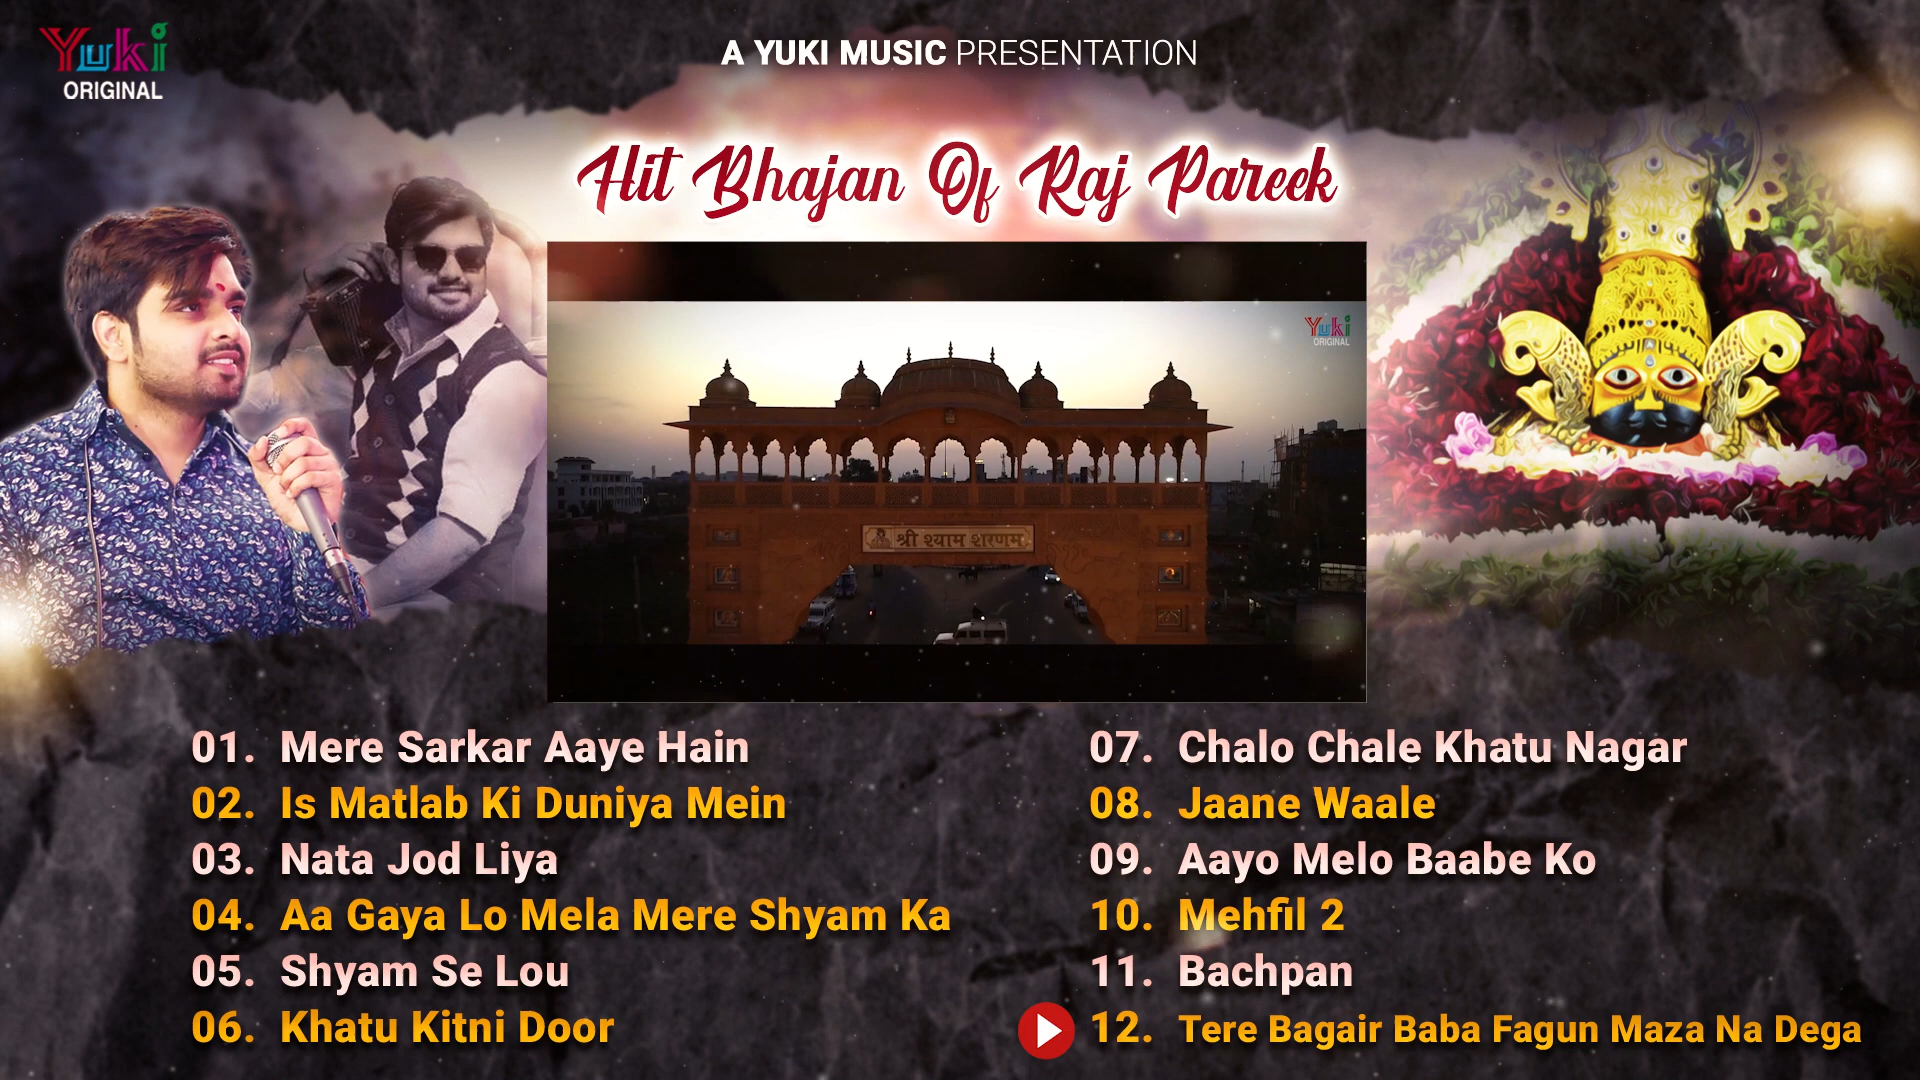 Yuki
ORIGINAL
A YUKI MUSIC PRESENTATION
Hit Bhajan Of Raj Pareek
Yuki
ORIGINAL
श्री श्याम शरणम्
01. Mere Sarkar Aaye Hain
02. Is Matlab Ki Duniya Mein
03. Nata Jod Liya
04. Aa Gaya Lo Mela Mere Shyam Ka
05. Shyam Se Lou
06. Khatu Kitni Door
07. Chalo Chale Khatu Nagar
08. Jaane Waale
09. Aayo Melo Baabe Ko
10. Mehfil 2
11. Bachpan
12. Tere Bagair Baba Fagun Maza Na Dega